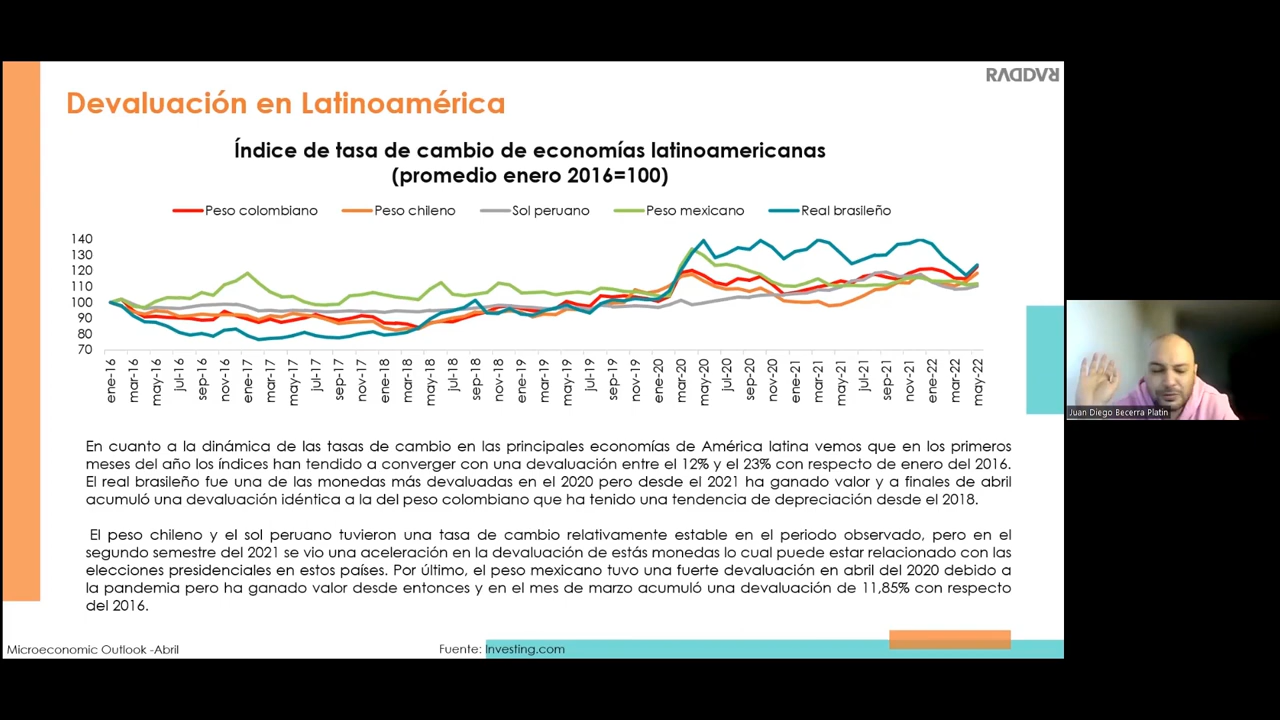 RADDAR
Devaluación en Latinoamérica
Índice de tasa de cambio de economías latinoamericanas
(promedio enero 2016=100)
Peso colombiano Peso chileno Sol peruano Peso mexicano Real brasileño
140
130
120
110
100
90
80
70
ene-16 mar-16 may-16 jul-16 sep-16 nov-16 ene-17 mar-17 may-17 jul-17 sep-17 nov-17 ene-18 mar-18 may-18 jul-18 sep-18 nov-18 ene-19 mar-19 may-19 jul-19 sep-19 nov-19 ene-20 mar-20 may-20 jul-20 sep-20 nov-20 ene-21 mar-21 may-21 jul-21 sep-21 nov-21 ene-22 mar-22 may-22
En cuanto a la dinámica de las tasas de cambio en las principales economías de América latina vemos que en los primeros
meses del año los índices han tendido a converger con una devaluación entre el 12% y el 23% con respecto de enero del 2016.
El real brasileño fue una de las monedas más devaluadas en el 2020 pero desde el 2021 ha ganado valor y a finales de abril
acumuló una devaluación idéntica a la del peso colombiano que ha tenido una tendencia de depreciación desde el 2018.
El peso chileno y el sol peruano tuvieron una tasa de cambio relativamente estable en el periodo observado, pero en el
segundo semestre del 2021 se vio una aceleración en la devaluación de estás monedas lo cual puede estar relacionado con las
elecciones presidenciales en estos países. Por último, el peso mexicano tuvo una fuerte devaluación en abril del 2020 debido a
la pandemia pero ha ganado valor desde entonces y en el mes de marzo acumuló una devaluación de 11,85% con respecto
del 2016.
Microeconomic Outlook -Abril
Fuente: Investing.com
Juan Diego Becerra Platin